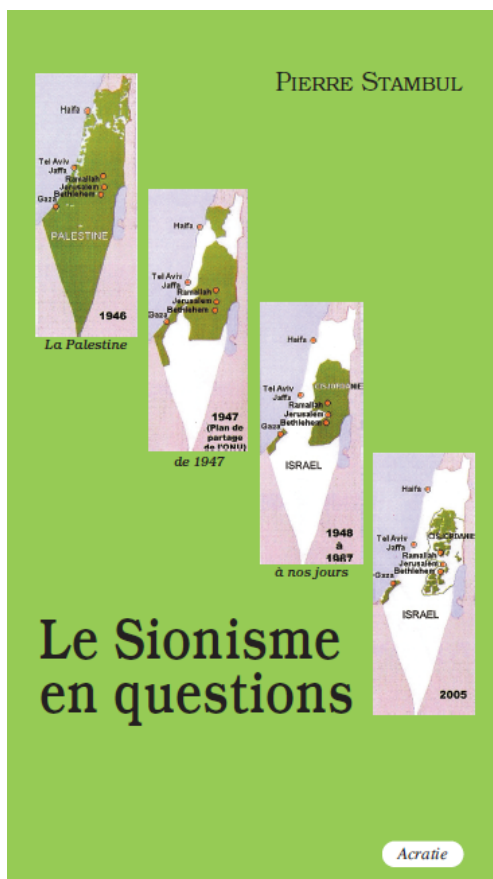 PIERRE STAMBUL
Haifa
Tel Aviv
Jaffa
Ramallah
Jerusalem
Bethlehem
Gaza
PALESTINE
1946
La Palestine
Haifa
Tel Aviv
Jaffa
Ramallah
Jerusalem
Bethlehem
Gaza
1947
(Plan de
partage
de l'ONU)
de 1947
Haifa
CISJORDANIE
Tel Aviv
Jaffa
Ramallah
Jerusalem
Bethlehem
Gaza
ISRAEL
1948
à
1967
à nos jours
Haifa
Tel Aviv
Jaffa
CISJORDANIE
Ramallah
Jerusalem
Bethlehem
Gaza
ISRAEL
2005
Le Sionisme
en questions
Acratie